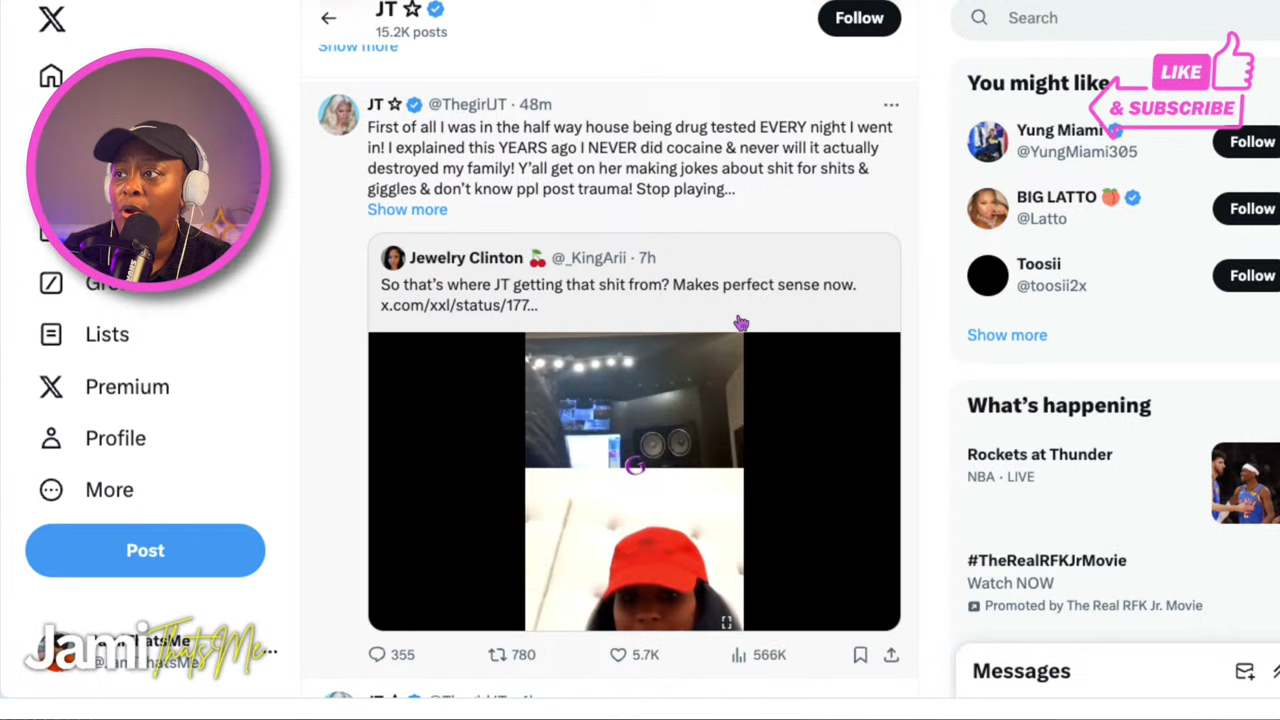 JT ☆
15.2K posts
Follow
Search
Show more
You might like
LIKE
& SUBSCRIBE
JT ☆ @ThegirlJT · 48m
First of all I was in the half way house being drug tested EVERY night I went
in! I explained this YEARS ago I NEVER did cocaine & never will it actually
destroyed my family! Y'all get on her making jokes about shit for shits &
giggles & don't know ppl post trauma! Stop playing...
Show more
Jewelry Clinton 🍒 @_KingArii · 7h
So that's where JT getting that shit from? Makes perfect sense now.
x.com/xxl/status/177...
355
780
5.7K
566K
Yung Miami
@YungMiami305
Follow
BIG LATTO 🍑
@Latto
Follow
Toosii
@toosii2x
Follow
Show more
What's happening
Rockets at Thunder
NBA · LIVE
#TheRealRFKJrMovie
Watch NOW
Promoted by The Real RFK Jr. Movie
Messages
Lists
Premium
Profile
More
Post
JamiThatsMe